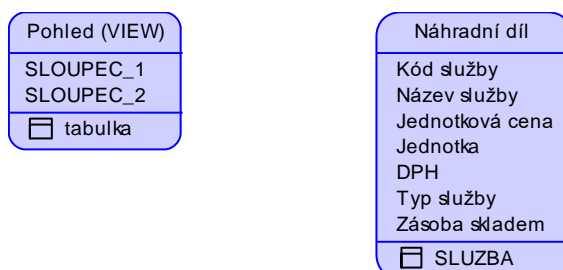 Pohled (VIEW)
SLOUPEC_1
SLOUPEC_2
tabulka
Náhradní díl
Kód služby
Název služby
Jednotková cena
Jednotka
DPH
Typ služby
Zásoba skladem
SLUZBA